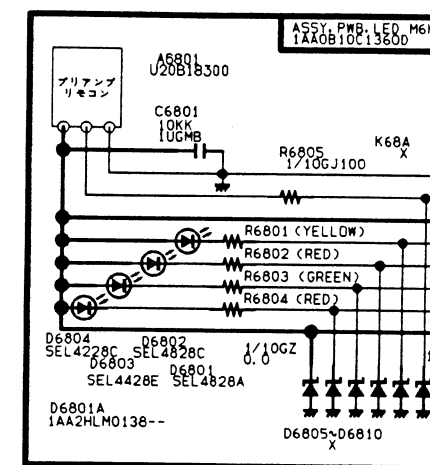 ASSY,PWB,LED M6
1AA0B10C1360D
A6801
U20B18300
プリアンプ
リモコン
C6801
10KK
1UGMB
K68A
X
R6805
1/10GJ100
R6801 (YELLOW)
R6802 (RED)
R6803 (GREEN)
R6804 (RED)
D6804
SEL4228C
D6802
SEL4828C
D6803
SEL4428E
D6801
SEL4828A
1/10GZ
0.0
D6801A
1AA2HLM0138--
D6805~D6810
X